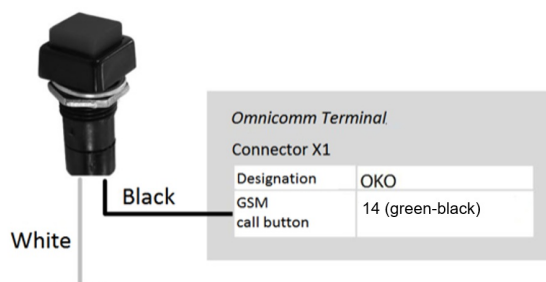 Omnicomm Terminal
Connector X1
Designation OKO
GSM
call button
14 (green-black)
Black
White